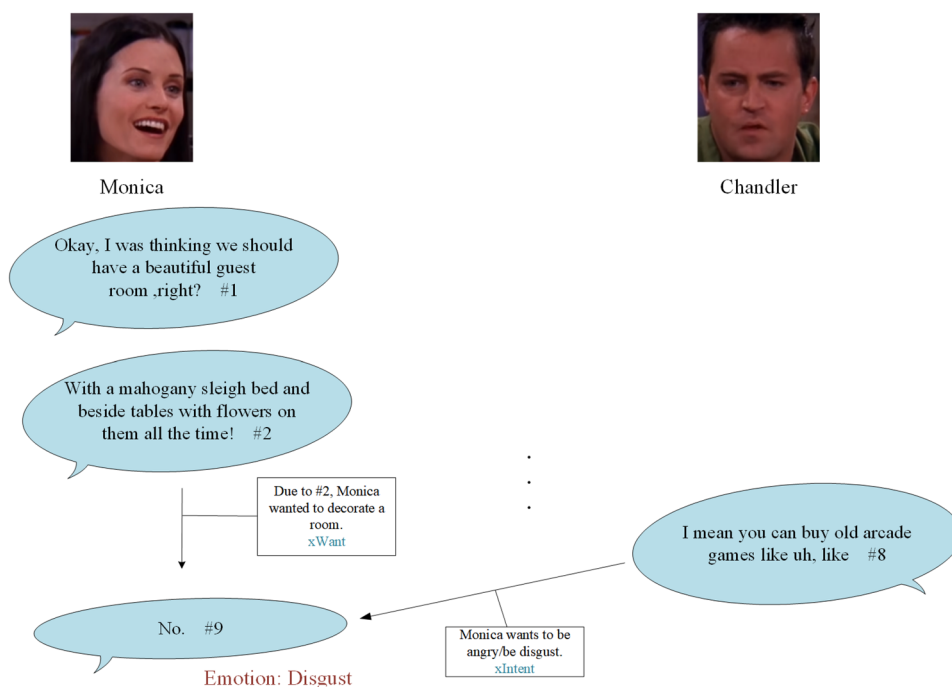 Monica
Chandler
Okay, I was thinking we should
have a beautiful guest
room ,right? #1
With a mahogany sleigh bed and
beside tables with flowers on
them all the time! #2
Due to #2, Monica
wanted to decorate a
room.
xWant
I mean you can buy old arcade
games like uh, like #8
No. #9
Monica wants to be
angry/be disgust.
xIntent
Emotion: Disgust